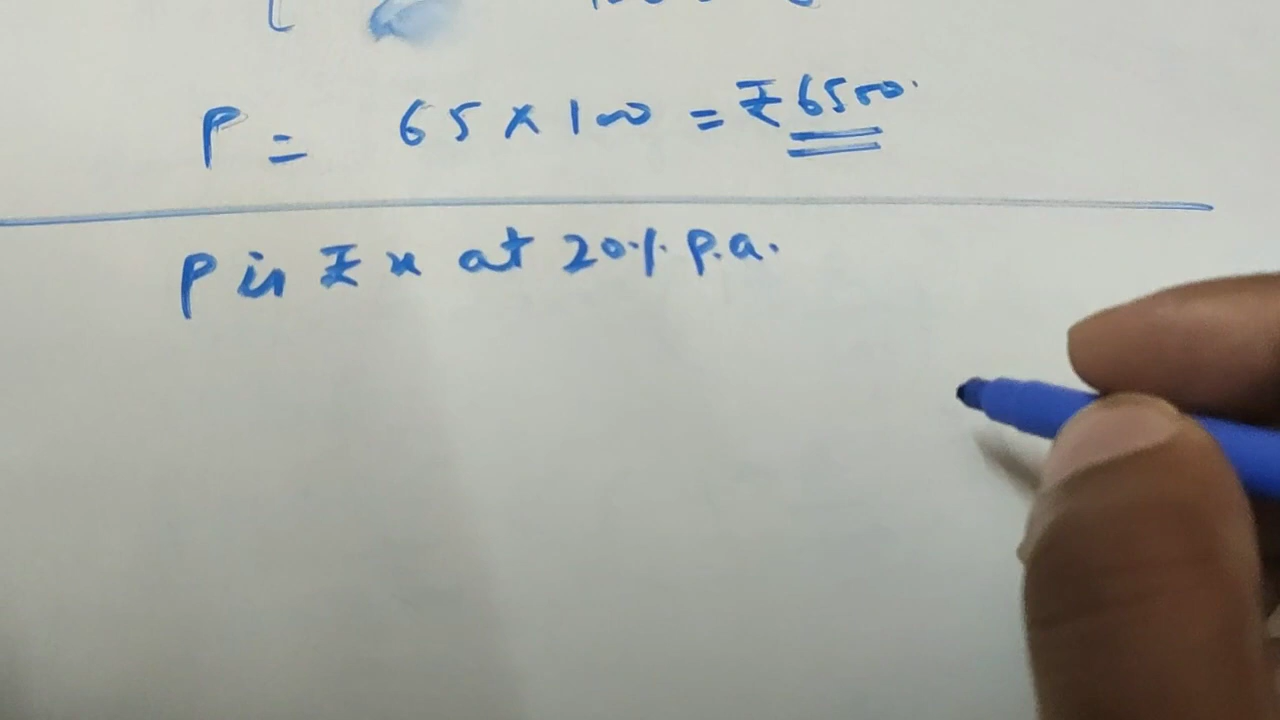 P = 65 × 100 = ₹6500.
P is ₹ x at 20% p.a.